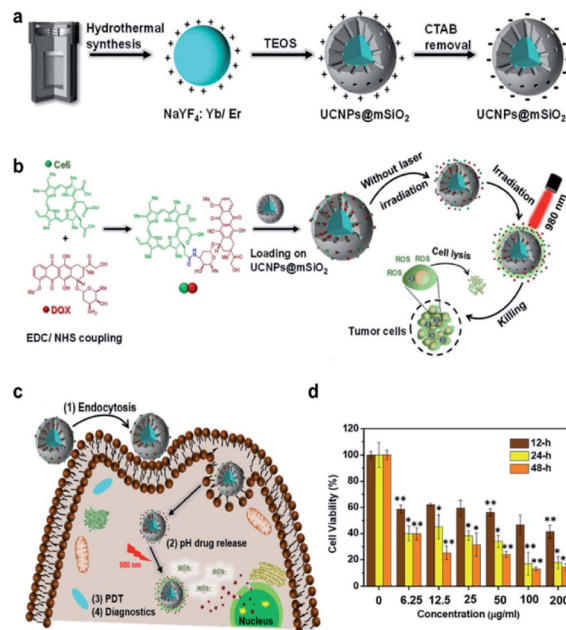 a
Hydrothermal
synthesis
TEOS
CTAB
removal
NaYF4: Yb/ Er
UCNPs@mSiO2
UCNPs@mSiO2
b
Ce6
+
DOX
EDC/ NHS coupling
Loading on
UCNPs@mSiO2
Without laser
irradiation
Irradiation
980 nm
ROS
ROS
ROS
Cell lysis
Killing
Tumor cells
c
(1) Endocytosis
(2) pH drug release
ROS
ROS
ROS
(3) PDT
(4) Diagnostics
Nucleus
d
Cell Viability (%)
120
100
80
60
40
20
0
12-h
24-h
48-h
0 6.25 12.5 25 50 100 200
Concentration (μg/ml)